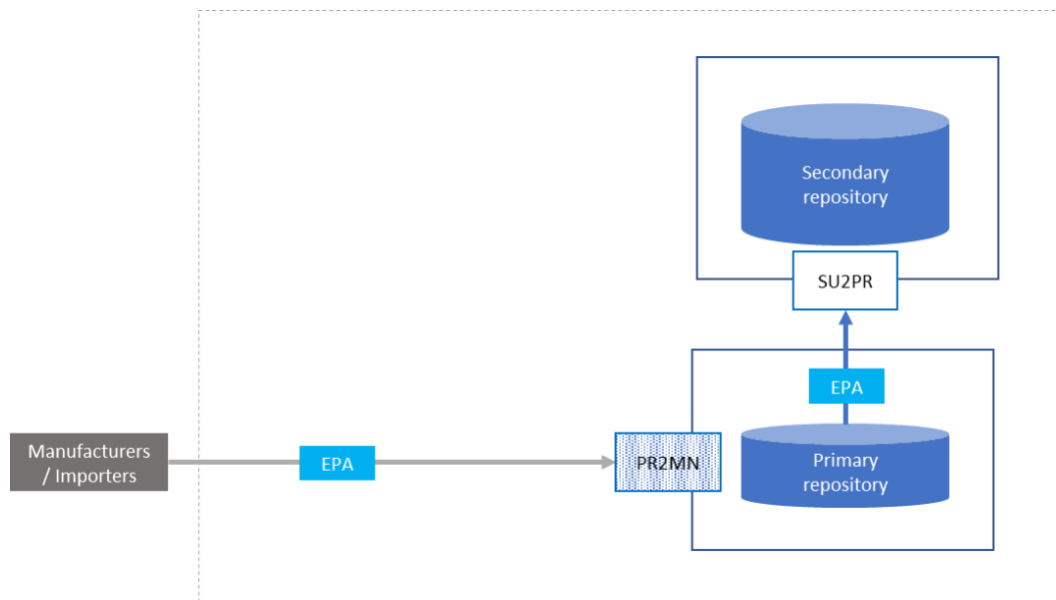 Secondary
repository
SU2PR
EPA
Manufacturers
/ Importers
EPA
PR2MN
Primary
repository